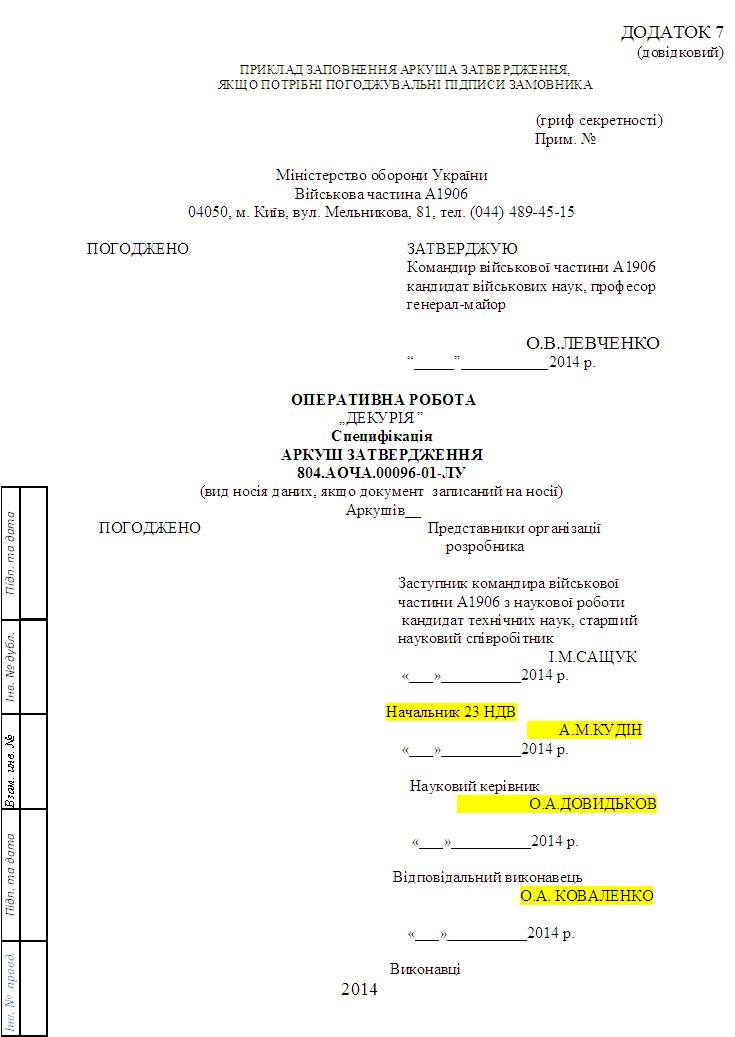 ДОДАТОК 7
(довідковий)
ПРИКЛАД ЗАПОВНЕННЯ АРКУША ЗАТВЕРДЖЕННЯ,
ЯКЩО ПОТРІБНІ ПОГОДЖУВАЛЬНІ ПІДПИСИ ЗАМОВНИКА
(гриф секретності)
Прим. №
Міністерство оборони України
Військова частина А1906
04050, м. Київ, вул. Мельникова, 81, тел. (044) 489-45-15
ПОГОДЖЕНО
ЗАТВЕРДЖУЮ
Командир військової частини А1906
кандидат військових наук, професор
генерал-майор
О.В.ЛЕВЧЕНКО
“_____”___________2014 р.
ОПЕРАТИВНА РОБОТА
„ДЕКУРІЯ”
Специфікація
АРКУШ ЗАТВЕРДЖЕННЯ
804.АОЧА.00096-01-ЛУ
(вид носія даних, якщо документ записаний на носії)
Аркушів__
ПОГОДЖЕНО
Представники організації
розробника
Заступник командира військової
частини А1906 з наукової роботи
кандидат технічних наук, старший
науковий співробітник
І.М.САЩУК
«___»__________2014 р.
Начальник 23 НДВ
А.М.КУДІН
«___»__________2014 р.
Науковий керівник
О.А.ДОВИДЬКОВ
«___»__________2014 р.
Відповідальний виконавець
О.А. КОВАЛЕНКО
«___»__________2014 р.
Виконавці
2014
Підп. та дата
Інв. № дубл.
Взам. инв. №
Підп. та дата
Інв. № правд.